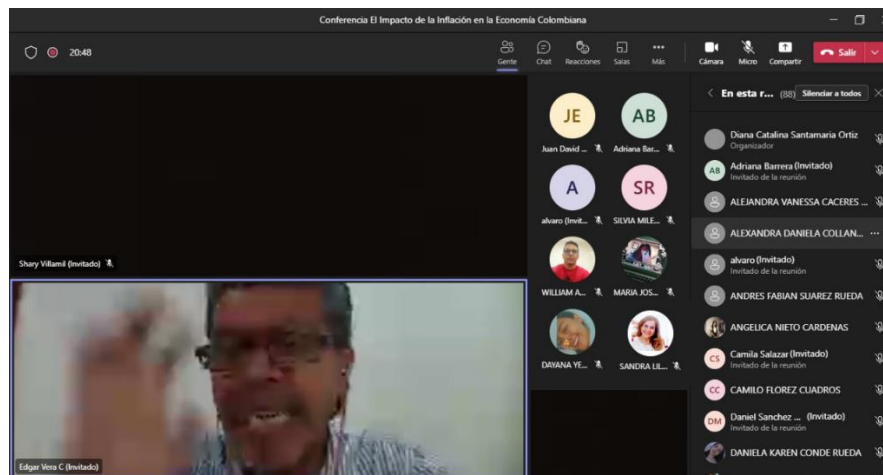 Conferencia El Impacto de la Inflación en la Economía Colombiana
20:48
Gente
Chat
Reacciones
Salas
Más
Cámara
Micro
Compartir
Salir
Shary Villamil (Invitado)
Edgar Vera C (Invitado)
JE
AB
Juan David ...
Adriana Bar...
A
SR
alvaro (Invit...
SILVIA MILE...
WILLIAM A...
MARIA JOS...
DAYANA YE...
SANDRA LIL...
En esta r... (88)
Silenciar a todos
Diana Catalina Santamaria Ortiz
Organizador
AB
Adriana Barrera (Invitado)
Invitado de la reunión
ALEJANDRA VANESSA CACERES ...
ALEXANDRA DANIELA COLLAN...
alvaro (Invitado)
Invitado de la reunión
ANDRES FABIAN SUAREZ RUEDA
ANGELICA NIETO CARDENAS
CS
Camila Salazar (Invitado)
Invitado de la reunión
CC
CAMILO FLOREZ CUADROS
DM
Daniel Sanchez ... (Invitado)
Invitado de la reunión
DANIELA KAREN CONDE RUEDA